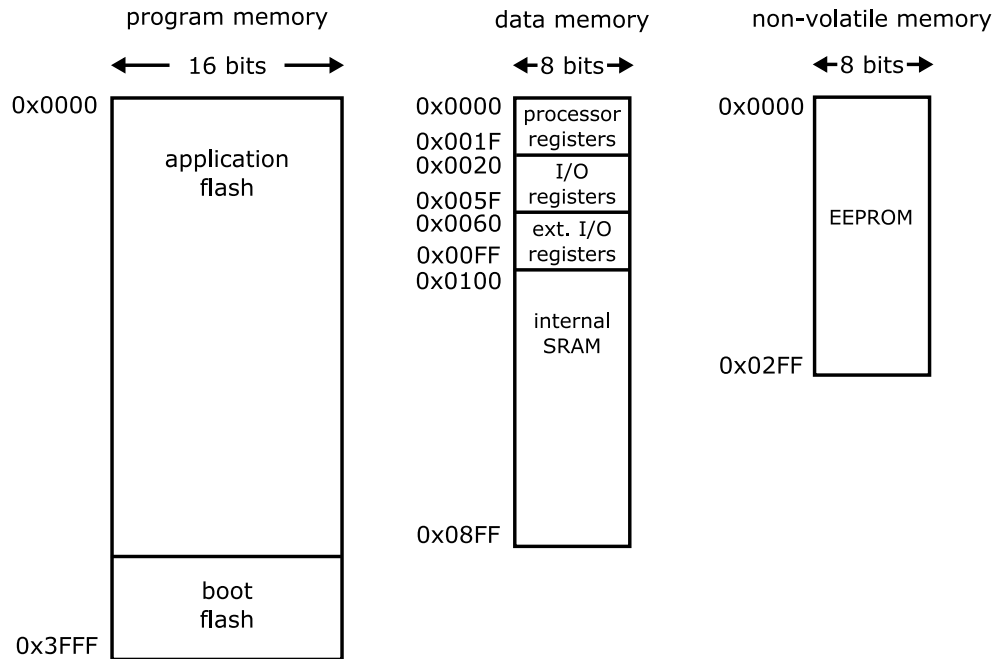 program memory
data memory
non-volatile memory
16 bits
8 bits
8 bits
0x0000
application
flash
boot
flash
0x3FFF
0x0000
processor
registers
0x001F
0x0020
I/O
registers
0x005F
0x0060
ext. I/O
registers
0x00FF
0x0100
internal
SRAM
0x08FF
0x0000
EEPROM
0x02FF